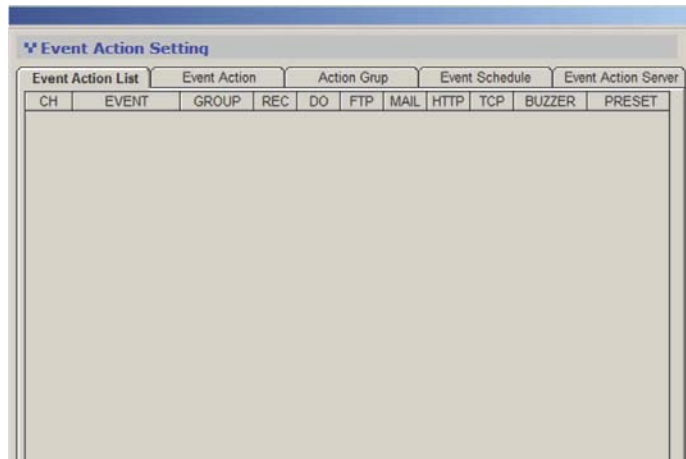 Event Action Setting
Event Action List Event Action Action Grup Event Schedule Event Action Server
CH EVENT GROUP REC DO FTP MAIL HTTP TCP BUZZER PRESET